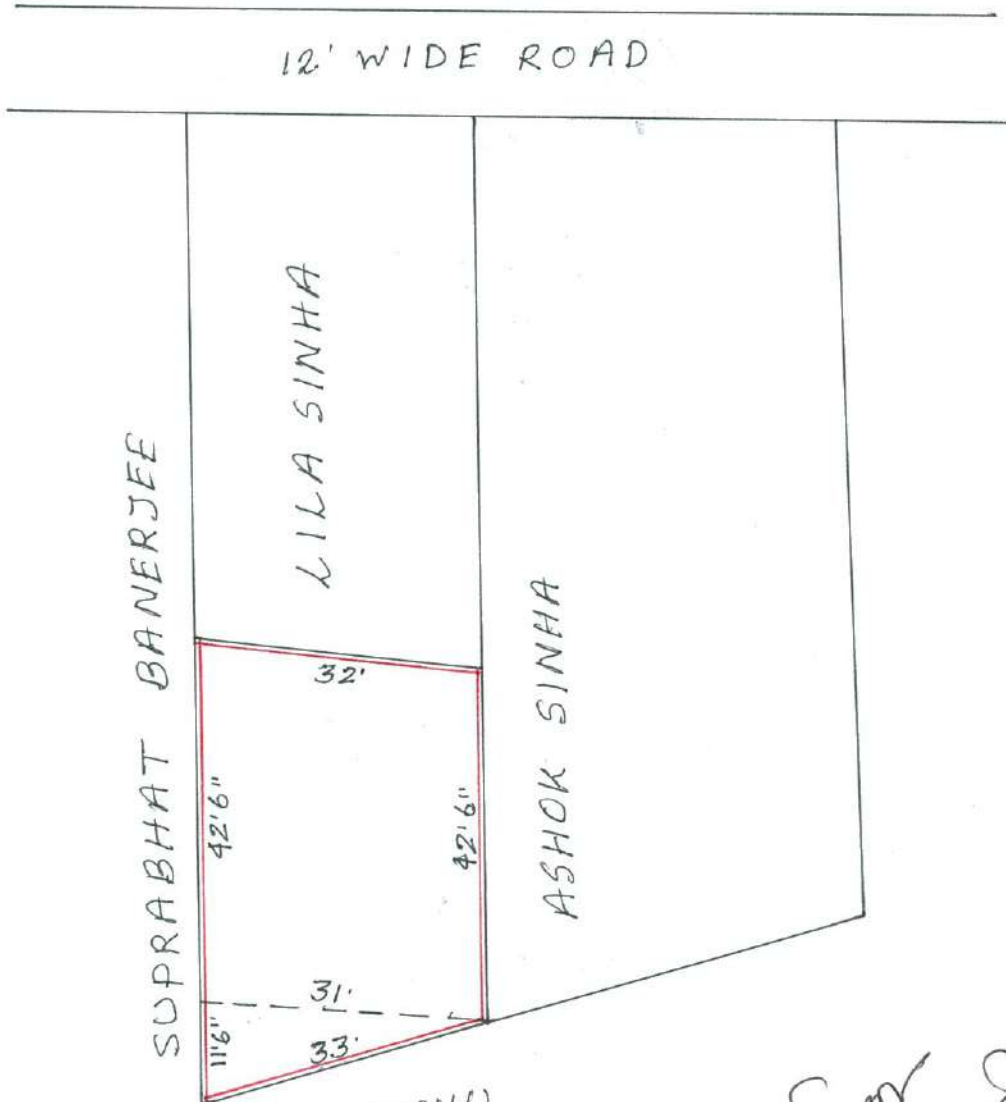 12' WIDE ROAD
LILA SINHA
SUPRABHAT BANERJEE
ASHOK SINHA
32'
42'6"
42'6"
31'
11'6"
33'